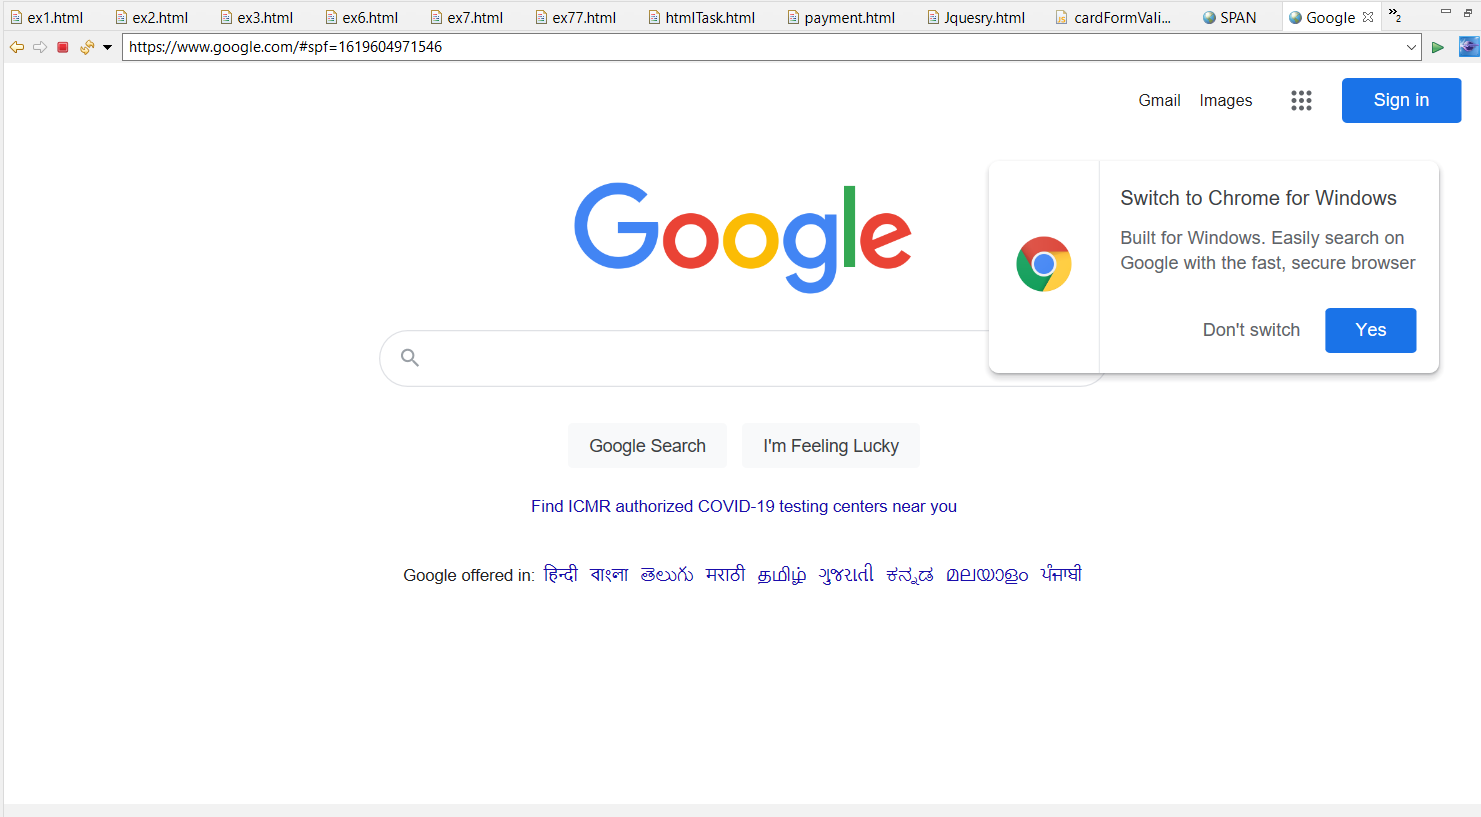 ex1.html ex2.html ex3.html ex6.html ex7.html ex77.html htmlTask.html payment.html Jquesry.html cardFormVali... SPAN Google »2
https://www.google.com/#spf=1619604971546
Gmail Images Sign in
Google
Switch to Chrome for Windows
Built for Windows. Easily search on
Google with the fast, secure browser
Don't switch Yes
Google Search I'm Feeling Lucky
Find ICMR authorized COVID-19 testing centers near you
Google offered in: हिन्दी বাংলা తెలుగు मराठी தமிழ் ગુજરાતી ಕನ್ನಡ മലയാളം ਪੰਜਾਬੀ